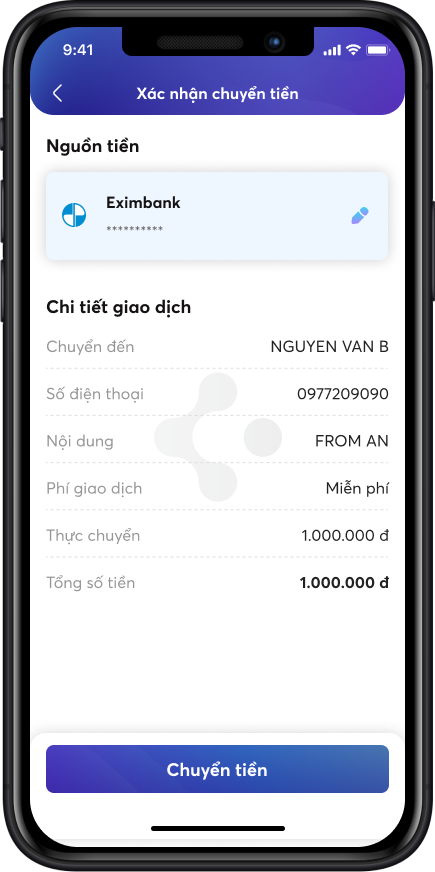 9:41
Xác nhận chuyển tiền
Nguồn tiền
Eximbank
**********
Chi tiết giao dịch
Chuyển đến NGUYEN VAN B
Số điện thoại 0977209090
Nội dung FROM AN
Phí giao dịch Miễn phí
Thực chuyển 1.000.000 đ
Tổng số tiền 1.000.000 đ
Chuyển tiền